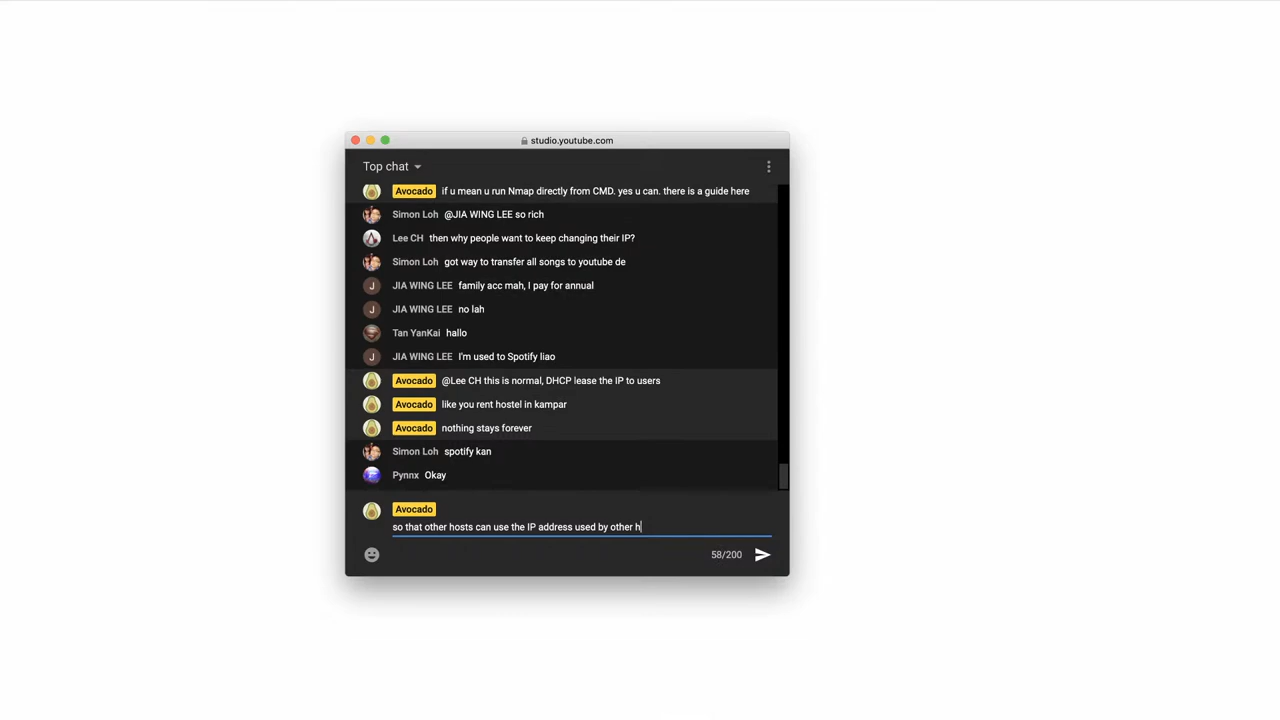 studio.youtube.com
Top chat
Avocado if u mean u run Nmap directly from CMD. yes u can. there is a guide here
Simon Loh @JIA WING LEE so rich
Lee CH then why people want to keep changing their IP?
Simon Loh got way to transfer all songs to youtube de
J JIA WING LEE family acc mah, I pay for annual
J JIA WING LEE no lah
Tan YanKai hallo
J JIA WING LEE I'm used to Spotify liao
Avocado @Lee CH this is normal, DHCP lease the IP to users
Avocado like you rent hostel in kampar
Avocado nothing stays forever
Simon Loh spotify kan
Pynnx Okay
Avocado
so that other hosts can use the IP address used by other h
58/200